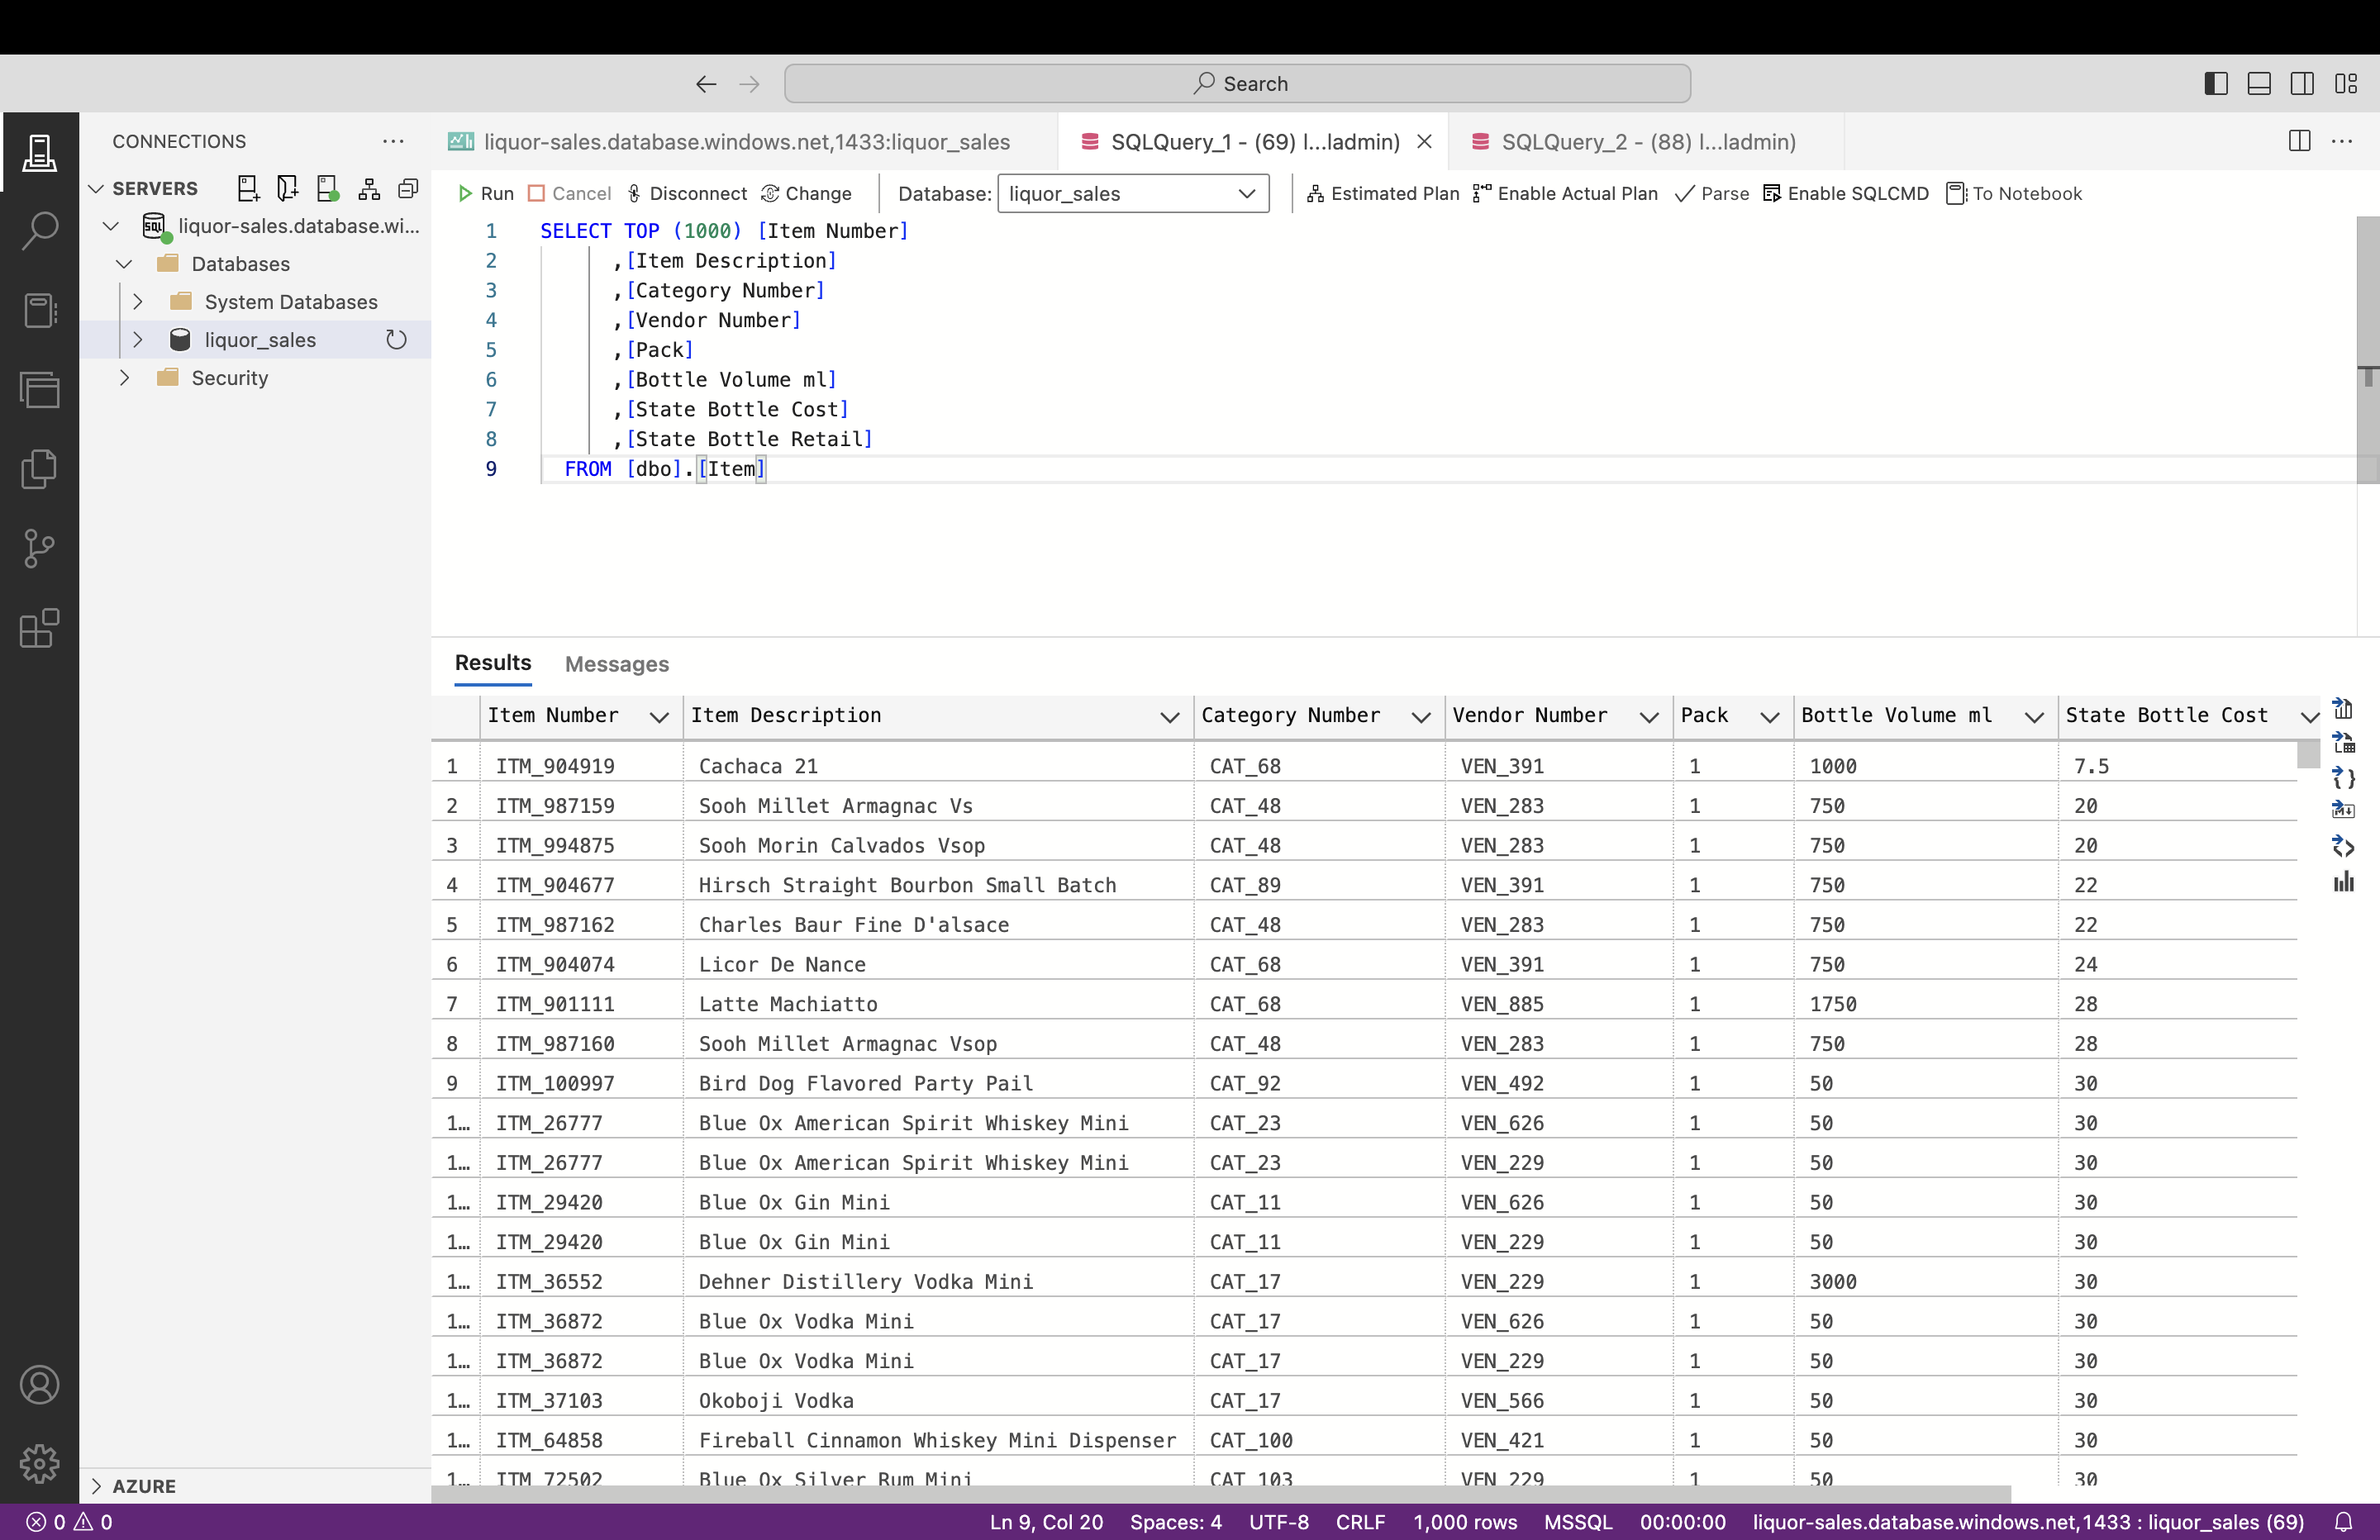 Search
CONNECTIONS ...
SERVERS
liquor-sales.database.wi...
Databases
System Databases
liquor_sales
Security
AZURE
liquor-sales.database.windows.net,1433:liquor_sales
SQLQuery_1 - (69) l...ladmin)
SQLQuery_2 - (88) l...ladmin)
Run Cancel Disconnect Change Database: liquor_sales Estimated Plan Enable Actual Plan Parse Enable SQLCMD To Notebook
1 SELECT TOP (1000) [Item Number]
2 ,[Item Description]
3 ,[Category Number]
4 ,[Vendor Number]
5 ,[Pack]
6 ,[Bottle Volume ml]
7 ,[State Bottle Cost]
8 ,[State Bottle Retail]
9 FROM [dbo].[Item]
Results Messages
Item Number Item Description Category Number Vendor Number Pack Bottle Volume ml State Bottle Cost
1 ITM_904919 Cachaca 21 CAT_68 VEN_391 1 1000 7.5
2 ITM_987159 Sooh Millet Armagnac Vs CAT_48 VEN_283 1 750 20
3 ITM_994875 Sooh Morin Calvados Vsop CAT_48 VEN_283 1 750 20
4 ITM_904677 Hirsch Straight Bourbon Small Batch CAT_89 VEN_391 1 750 22
5 ITM_987162 Charles Baur Fine D'alsace CAT_48 VEN_283 1 750 22
6 ITM_904074 Licor De Nance CAT_68 VEN_391 1 750 24
7 ITM_901111 Latte Machiatto CAT_68 VEN_885 1 1750 28
8 ITM_987160 Sooh Millet Armagnac Vsop CAT_48 VEN_283 1 750 28
9 ITM_100997 Bird Dog Flavored Party Pail CAT_92 VEN_492 1 50 30
1... ITM_26777 Blue Ox American Spirit Whiskey Mini CAT_23 VEN_626 1 50 30
1... ITM_26777 Blue Ox American Spirit Whiskey Mini CAT_23 VEN_229 1 50 30
1... ITM_29420 Blue Ox Gin Mini CAT_11 VEN_626 1 50 30
1... ITM_29420 Blue Ox Gin Mini CAT_11 VEN_229 1 50 30
1... ITM_36552 Dehner Distillery Vodka Mini CAT_17 VEN_229 1 3000 30
1... ITM_36872 Blue Ox Vodka Mini CAT_17 VEN_626 1 50 30
1... ITM_36872 Blue Ox Vodka Mini CAT_17 VEN_229 1 50 30
1... ITM_37103 Okoboji Vodka CAT_17 VEN_566 1 50 30
1... ITM_64858 Fireball Cinnamon Whiskey Mini Dispenser CAT_100 VEN_421 1 50 30
1... ITM_72502 Blue Ox Silver Rum Mini CAT_103 VEN_229 1 50 30
0 0 Ln 9, Col 20 Spaces: 4 UTF-8 CRLF 1,000 rows MSSQL 00:00:00 liquor-sales.database.windows.net,1433 : liquor_sales (69)